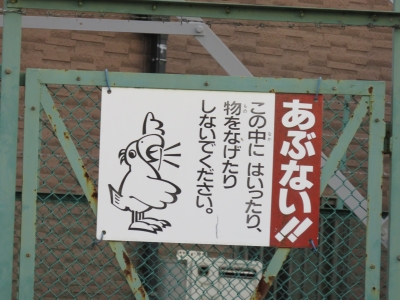 あぶない!!
この中に はいったり、
物をなげたり
しないでください。